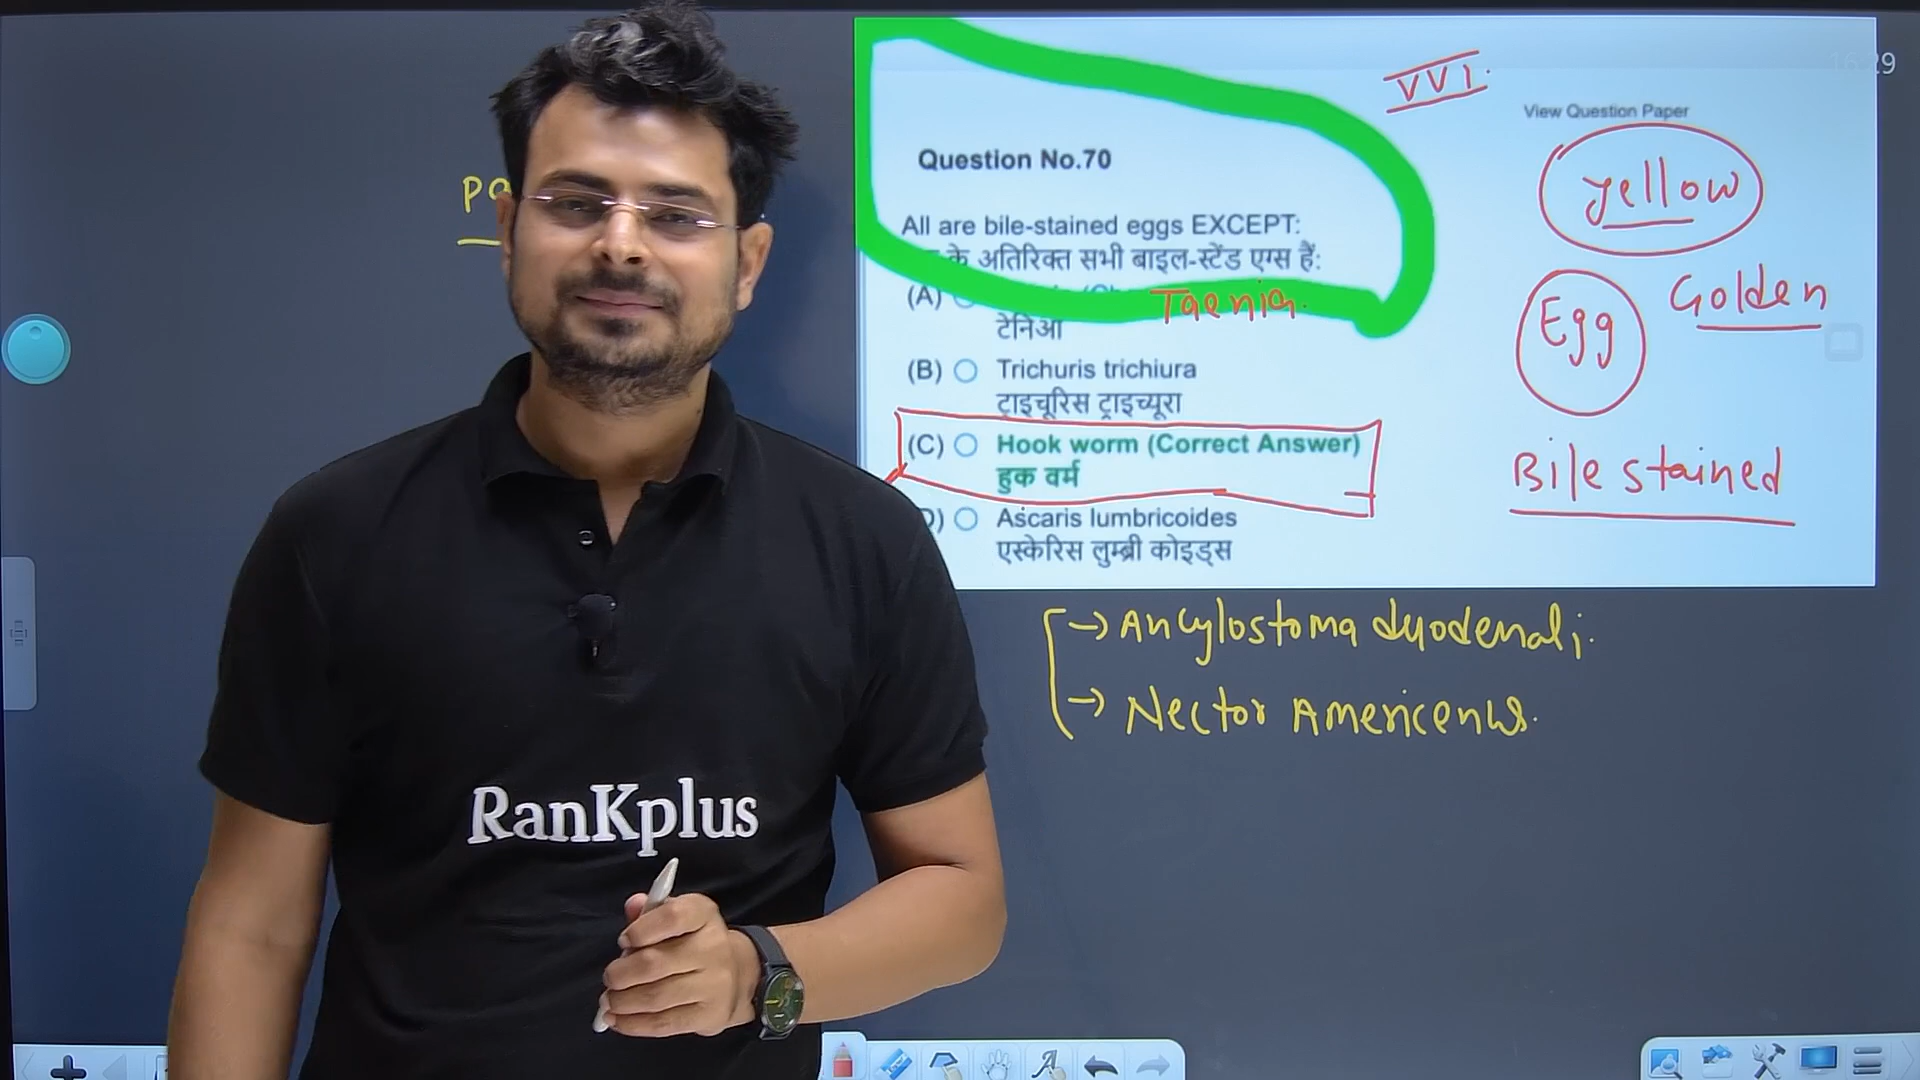 16:29
VVI.
View Question Paper
Question No.70
yellow
All are bile-stained eggs EXCEPT:
के अतिरिक्त सभी बाइल-स्टेंड एग्स हैं:
(A)
Taenia.
टेनिआ
Egg
Golden
(B) Trichuris trichiura
ट्राइचूरिस ट्राइच्यूरा
(C) Hook worm (Correct Answer)
हुक वर्म
Bile stained
D) Ascaris lumbricoides
एस्केरिस लुम्ब्री कोइड्स
→ Ancylostoma duodenali.
→ Nector Americenus.
RanKplus